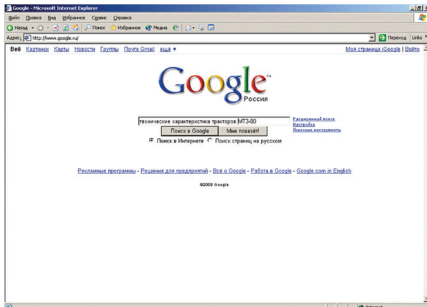 Google - Microsoft Internet Explorer
Файл Правка Вид Избранное Сервис Справка
Назад Поиск Избранное Медиа
Адрес: http://www.google.ru/ Переход Links
Веб Картинки Карты Новости Группы Почта Gmail ещё ▼ Моя страница iGoogle | Войти
Google
Россия
технические характеристика тракторов МТЗ-80
Расширенный поиск
Настройки
Языковые инструменты
Поиск в Google Мне повезёт!
Поиск в Интернете Поиск страниц на русском
Рекламные программы - Решения для предприятий - Всё о Google - Работа в Google - Google.com in English
©2008 Google
Internet